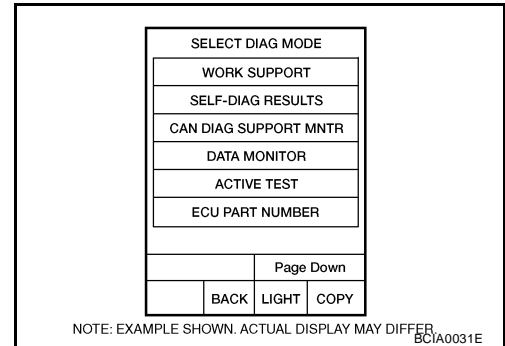 SELECT DIAG MODE
WORK SUPPORT
SELF-DIAG RESULTS
CAN DIAG SUPPORT MNTR
DATA MONITOR
ACTIVE TEST
ECU PART NUMBER
Page Down
BACK LIGHT COPY
NOTE: EXAMPLE SHOWN. ACTUAL DISPLAY MAY DIFFER.
BCIA0031E